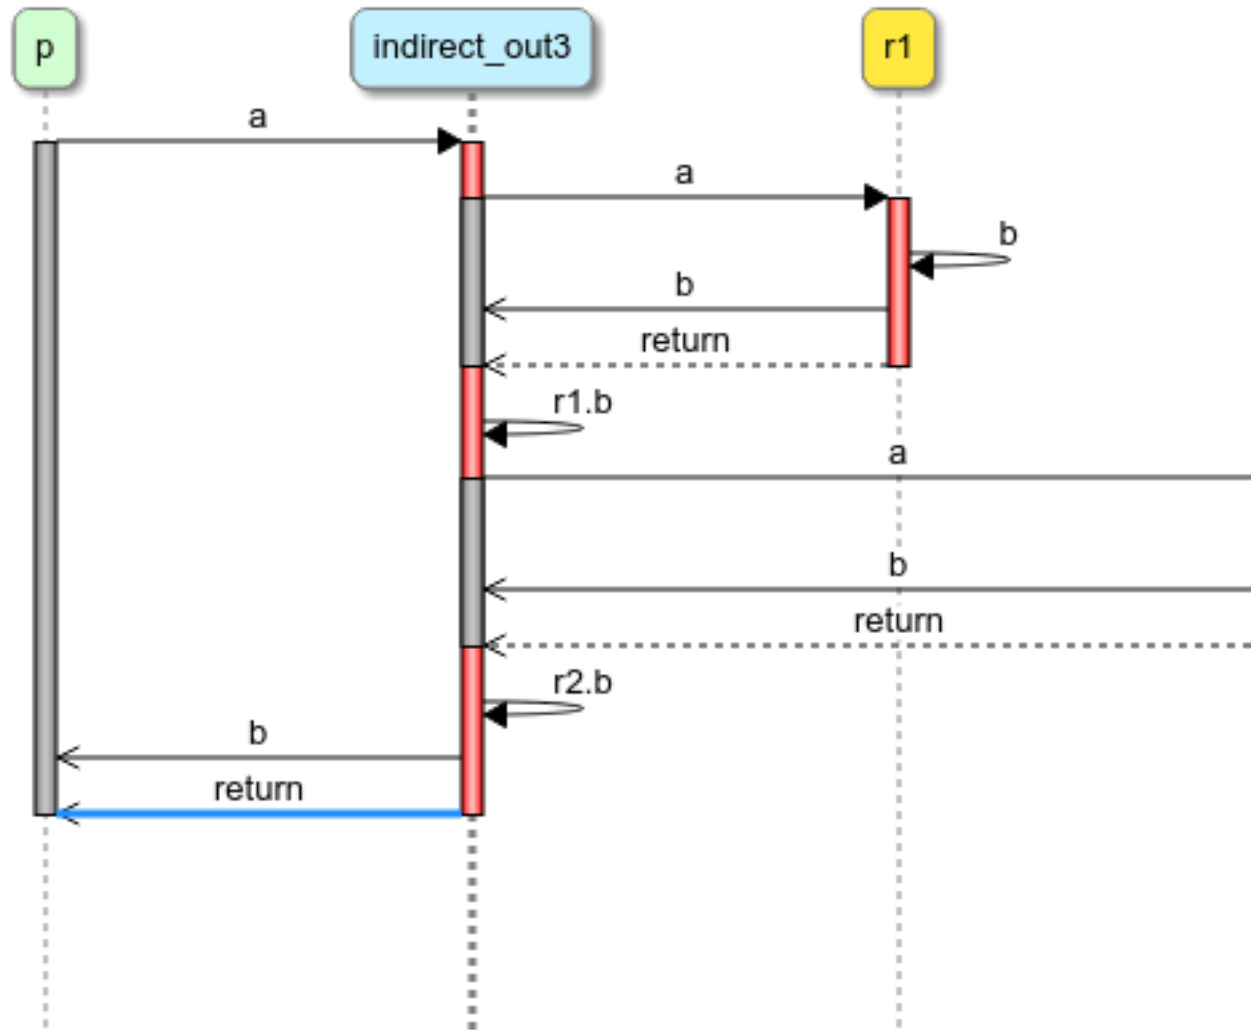 p
indirect_out3
r1
a
a
b
b
return
r1.b
a
b
return
r2.b
b
return